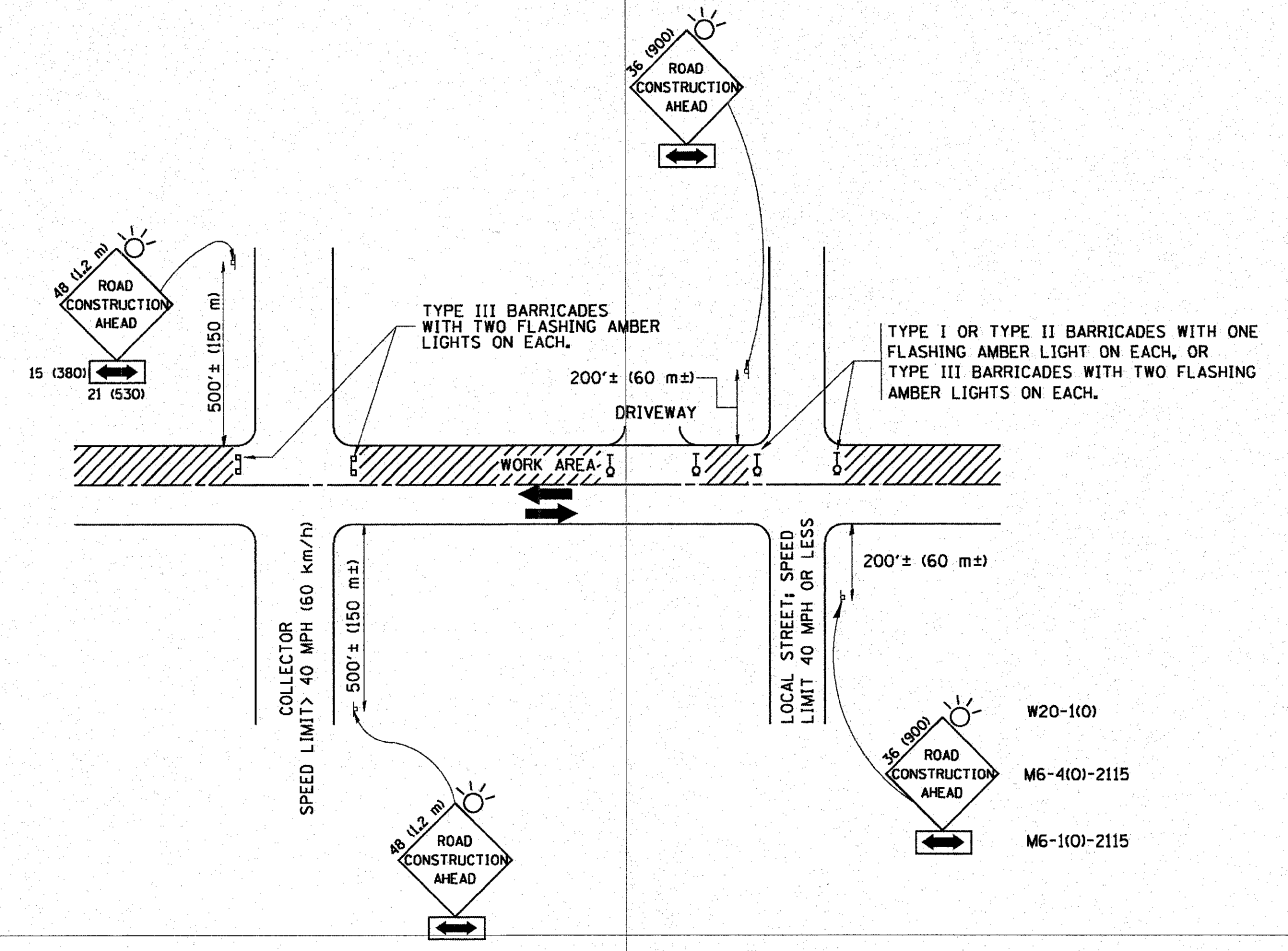 36 (900)
ROAD
CONSTRUCTION
AHEAD
48 (1.2 m)
ROAD
CONSTRUCTION
AHEAD
15 (380)
21 (530)
500'± (150 m)
TYPE III BARRICADES
WITH TWO FLASHING AMBER
LIGHTS ON EACH.
200'± (60 m±)
DRIVEWAY
TYPE I OR TYPE II BARRICADES WITH ONE
FLASHING AMBER LIGHT ON EACH, OR
TYPE III BARRICADES WITH TWO FLASHING
AMBER LIGHTS ON EACH.
WORK AREA
COLLECTOR
SPEED LIMIT> 40 MPH (60 km/h)
500'± (150 m±)
LOCAL STREET; SPEED
LIMIT 40 MPH OR LESS
200'± (60 m±)
48 (1.2 m)
ROAD
CONSTRUCTION
AHEAD
36 (900)
ROAD
CONSTRUCTION
AHEAD
W20-1(O)
M6-4(O)-2115
M6-1(O)-2115